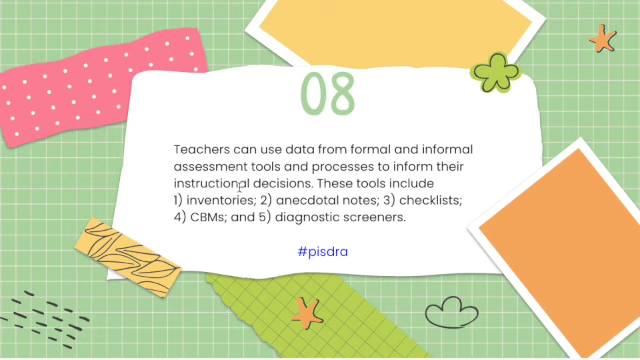 08
Teachers can use data from formal and informal
assessment tools and processes to inform their
instructional decisions. These tools include
1) inventories; 2) anecdotal notes; 3) checklists;
4) CBMs; and 5) diagnostic screeners.
#pisdra